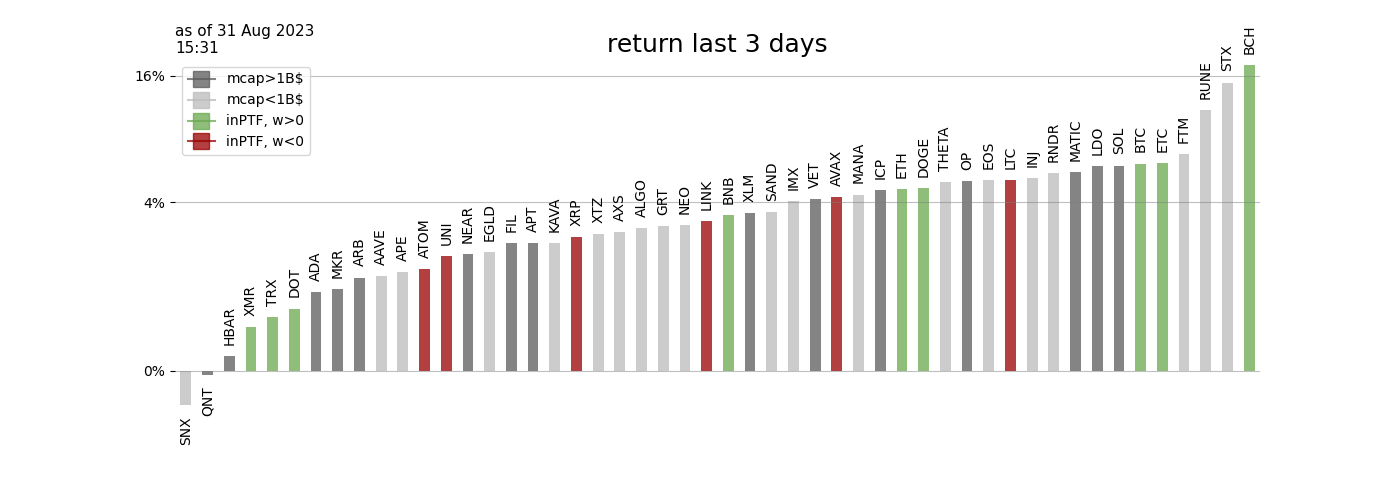 as of 31 Aug 2023
15:31
return last 3 days
16%
4%
0%
mcap>1B$
mcap<1B$
inPTF, w>0
inPTF, w<0
SNX
QNT
HBAR
XMR
TRX
DOT
ADA
MKR
ARB
AAVE
APE
ATOM
UNI
NEAR
EGLD
FIL
APT
KAVA
XRP
XTZ
AXS
ALGO
GRT
NEO
LINK
BNB
XLM
SAND
IMX
VET
AVAX
MANA
ICP
ETH
DOGE
THETA
OP
EOS
LTC
INJ
RNDR
MATIC
LDO
SOL
BTC
ETC
FTM
RUNE
STX
BCH